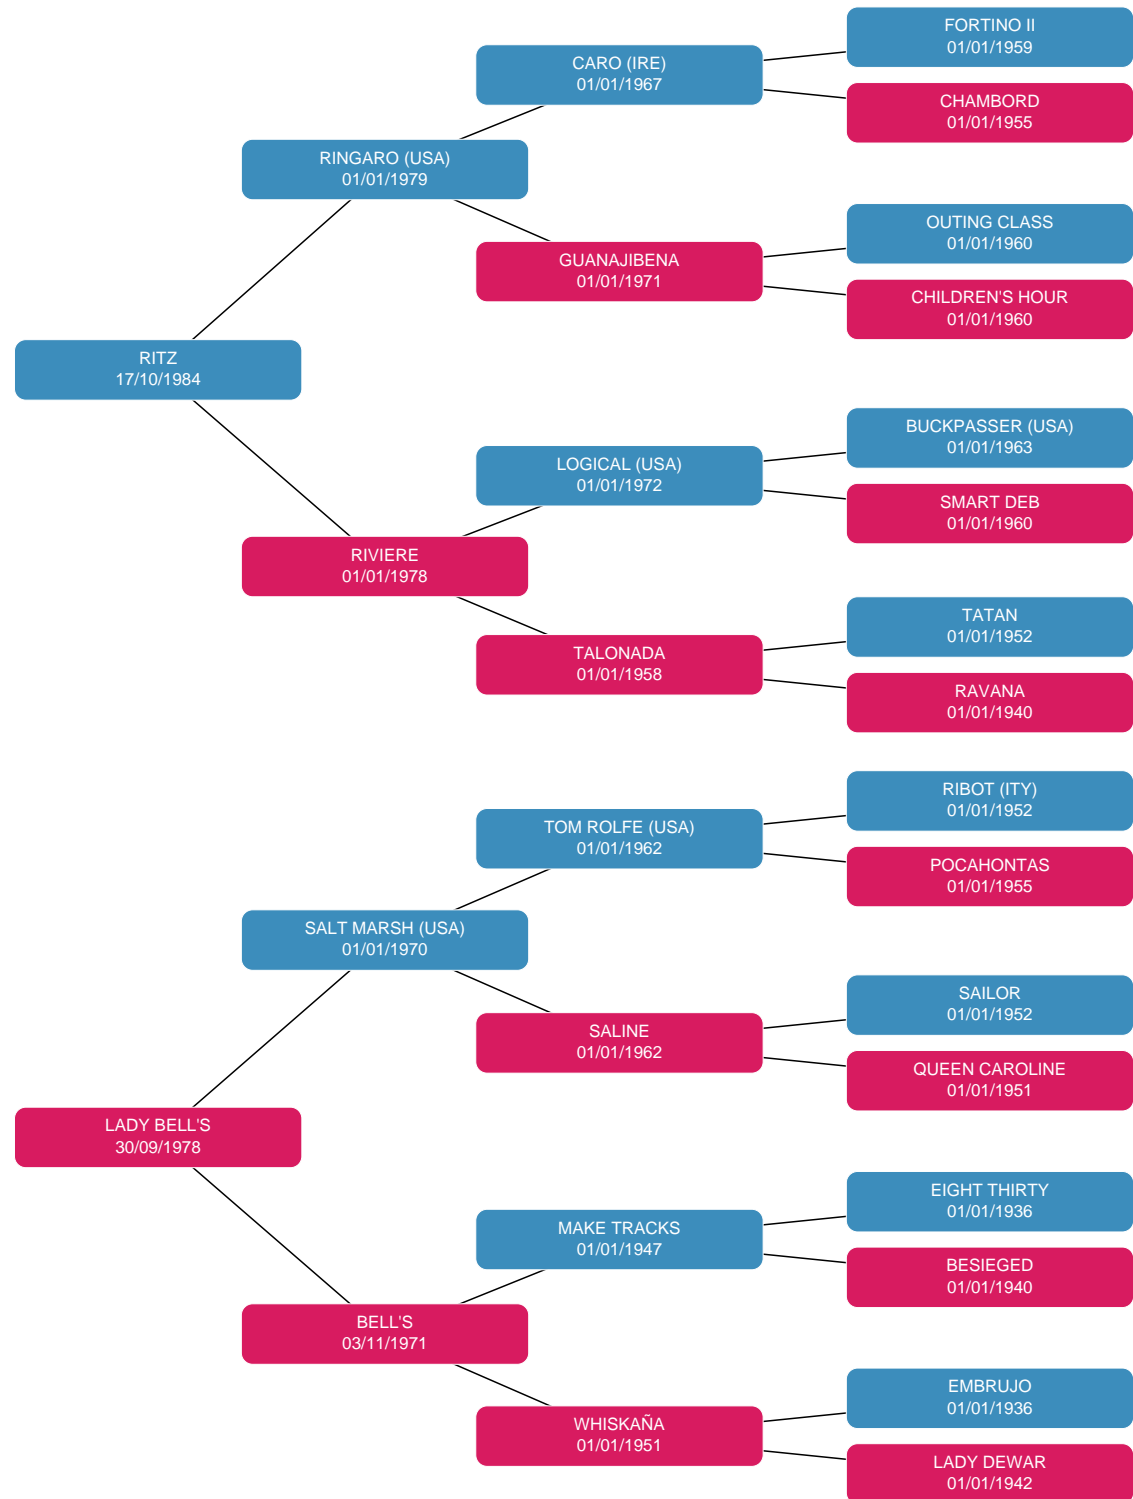 FORTINO II
01/01/1959
CARO (IRE)
01/01/1967
CHAMBORD
01/01/1955
RINGARO (USA)
01/01/1979
OUTING CLASS
01/01/1960
GUANAJIBENA
01/01/1971
CHILDREN'S HOUR
01/01/1960
RITZ
17/10/1984
BUCKPASSER (USA)
01/01/1963
LOGICAL (USA)
01/01/1972
SMART DEB
01/01/1960
RIVIERE
01/01/1978
TATAN
01/01/1952
TALONADA
01/01/1958
RAVANA
01/01/1940
RIBOT (ITY)
01/01/1952
TOM ROLFE (USA)
01/01/1962
POCAHONTAS
01/01/1955
SALT MARSH (USA)
01/01/1970
SAILOR
01/01/1952
SALINE
01/01/1962
QUEEN CAROLINE
01/01/1951
LADY BELL'S
30/09/1978
EIGHT THIRTY
01/01/1936
MAKE TRACKS
01/01/1947
BESIEGED
01/01/1940
BELL'S
03/11/1971
EMBRUJO
01/01/1936
WHISKAÑA
01/01/1951
LADY DEWAR
01/01/1942